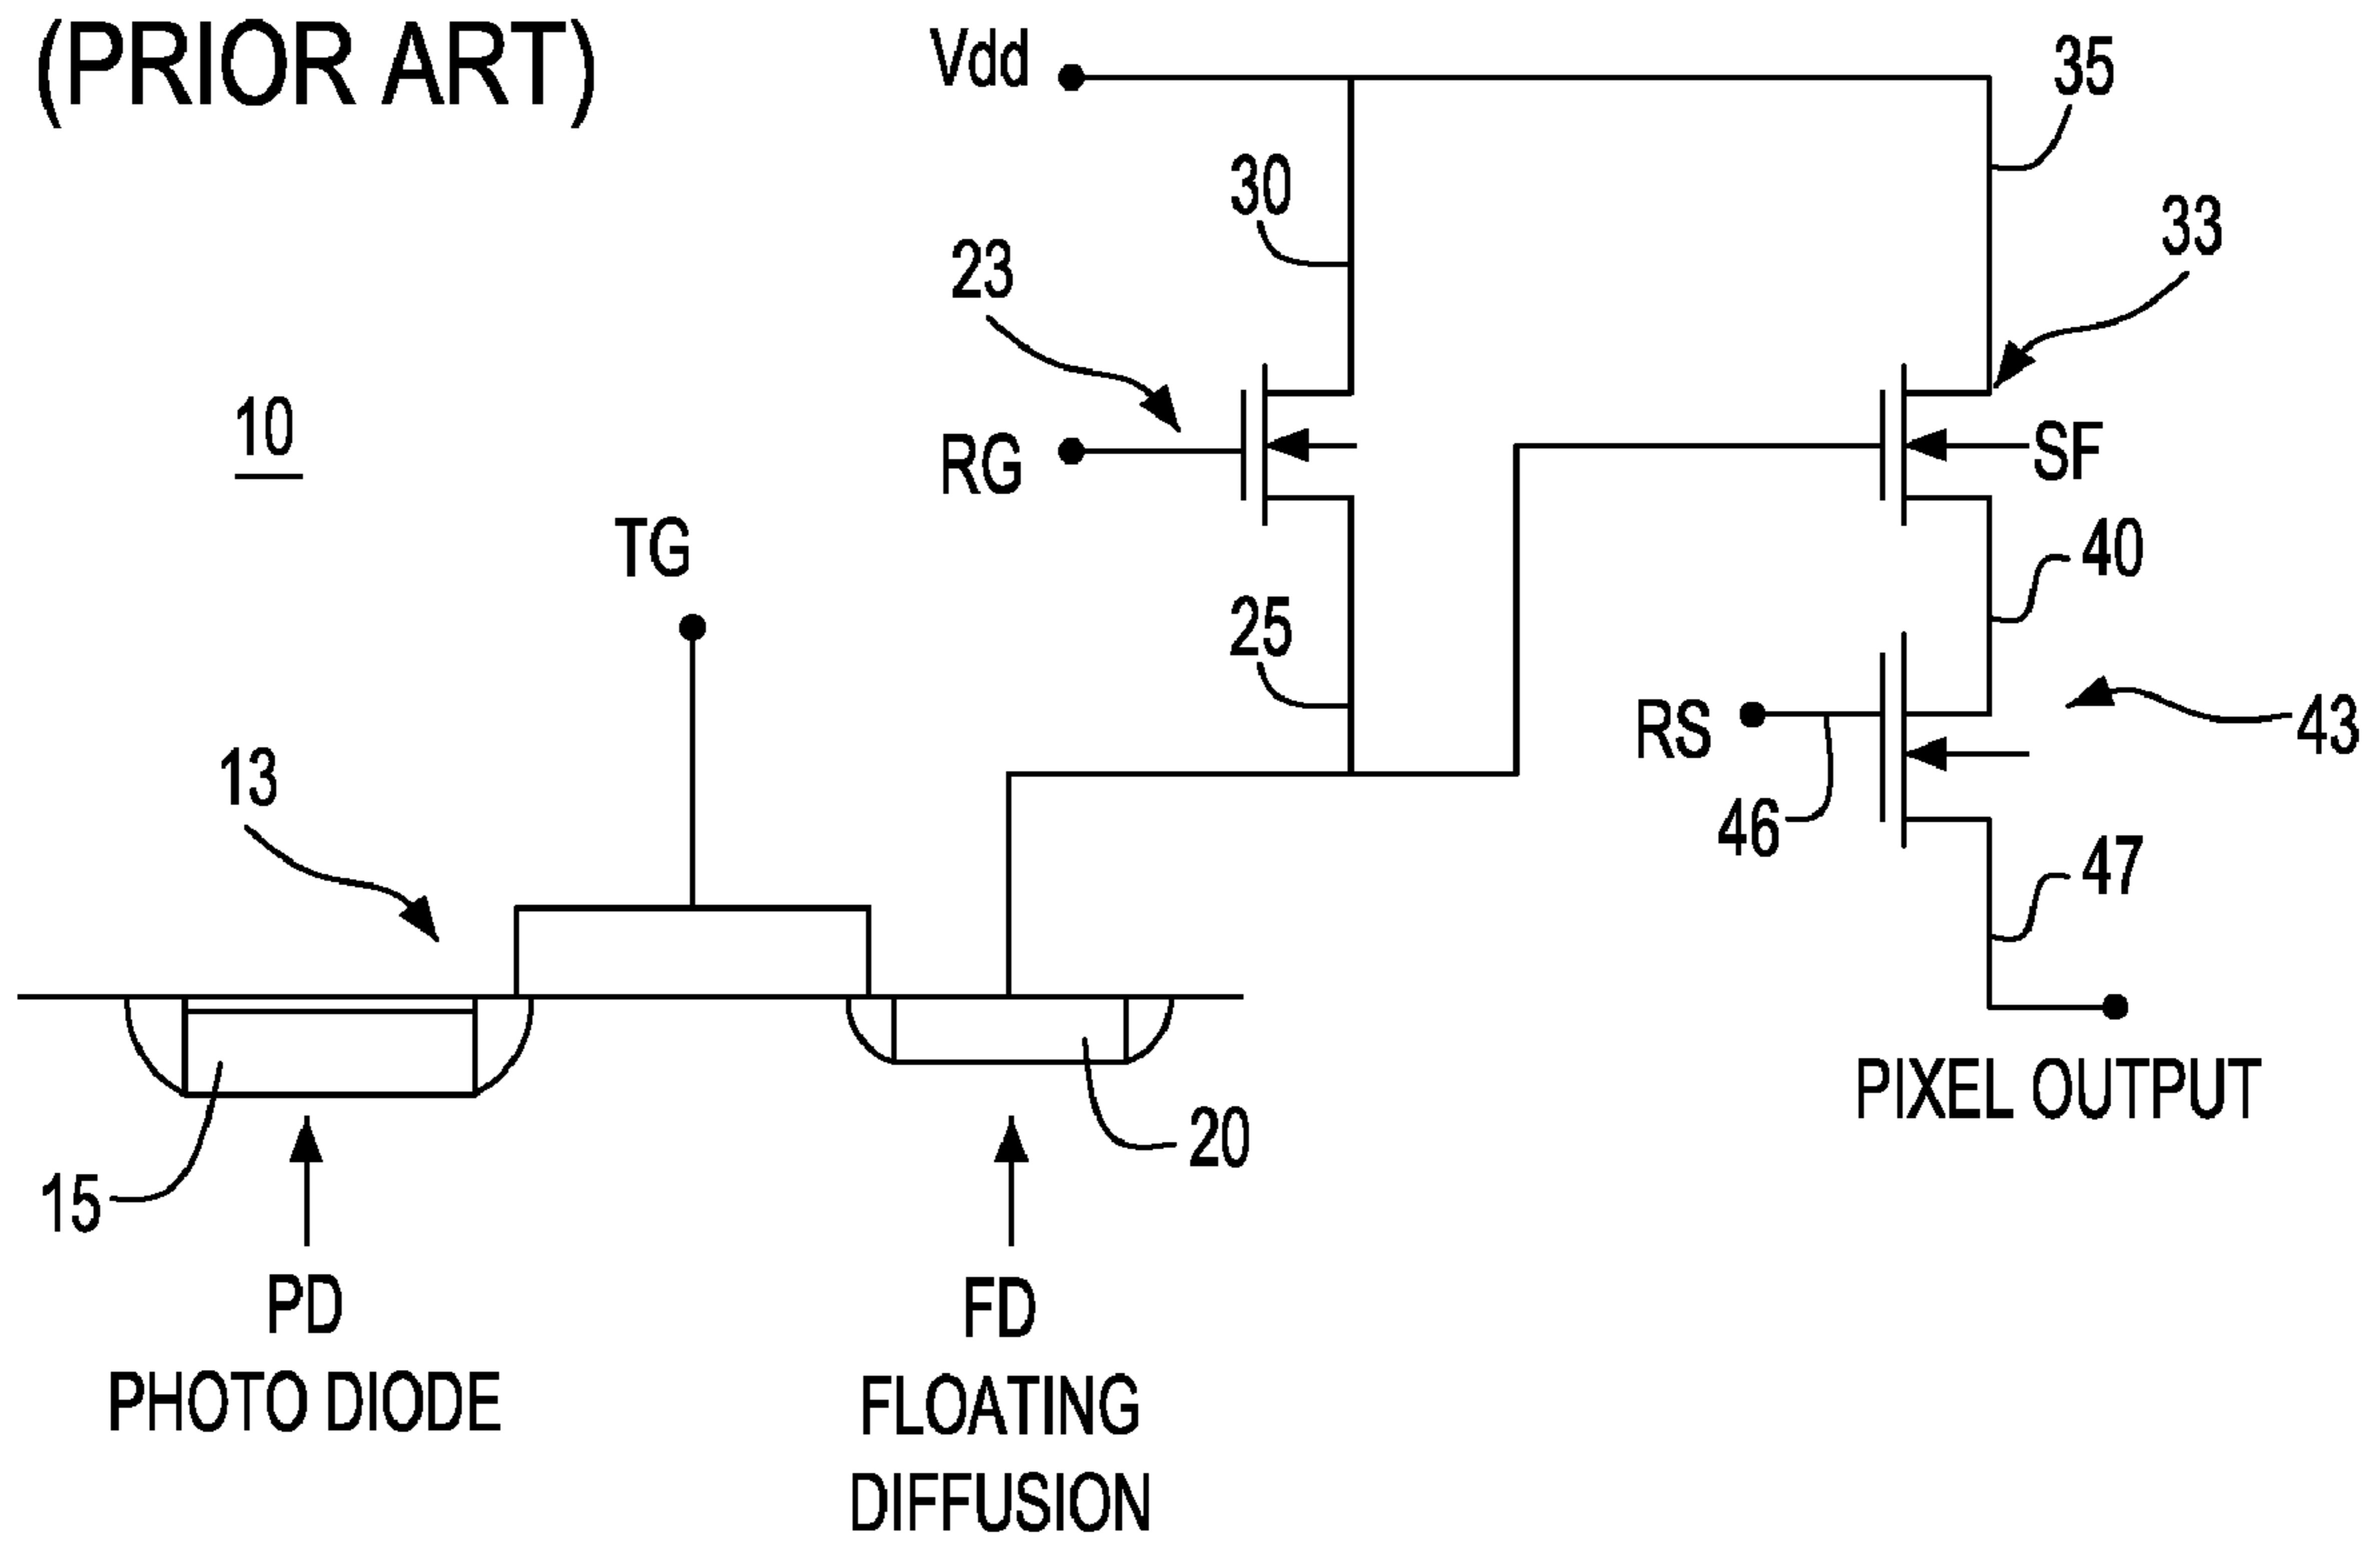 (PRIOR ART)
Vdd
35
30
33
23
10
RG
SF
TG
40
25
RS
43
13
46
47
PIXEL OUTPUT
20
15
PD
PHOTO DIODE
FD
FLOATING
DIFFUSION